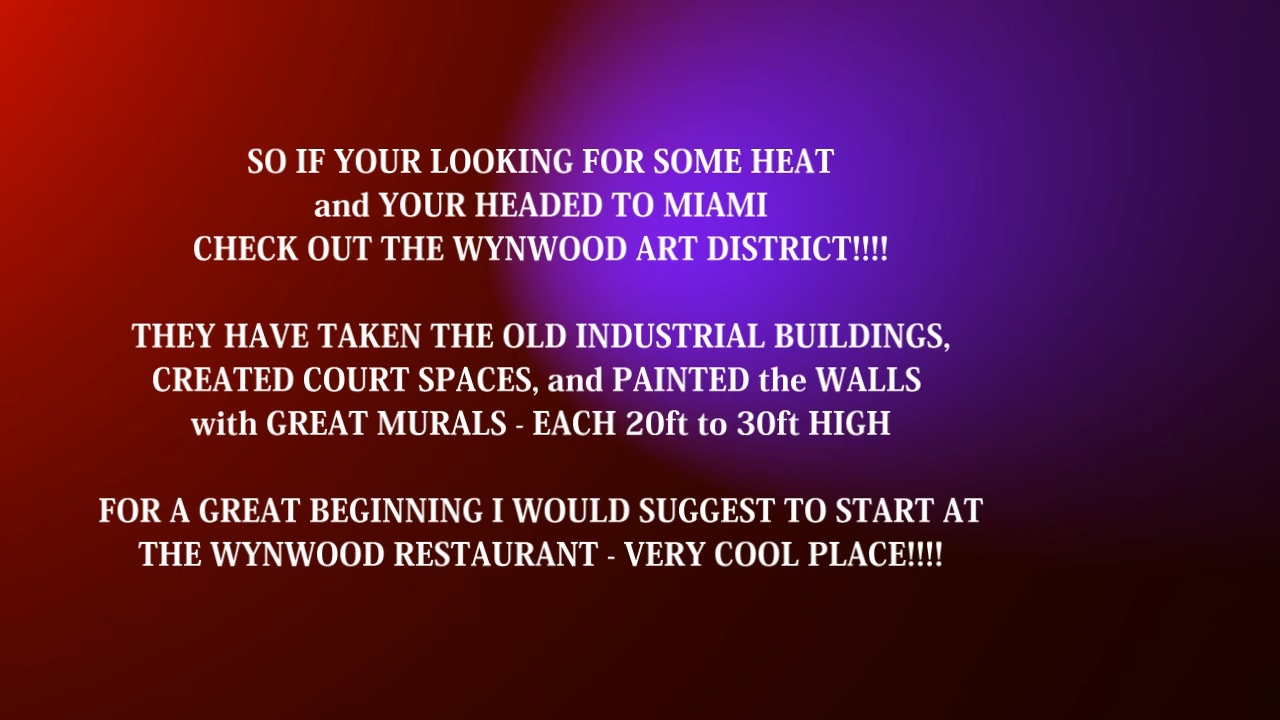 SO IF YOUR LOOKING FOR SOME HEAT
and YOUR HEADED TO MIAMI
CHECK OUT THE WYNWOOD ART DISTRICT!!!!
THEY HAVE TAKEN THE OLD INDUSTRIAL BUILDINGS,
CREATED COURT SPACES, and PAINTED the WALLS
with GREAT MURALS - EACH 20ft to 30ft HIGH
FOR A GREAT BEGINNING I WOULD SUGGEST TO START AT
THE WYNWOOD RESTAURANT - VERY COOL PLACE!!!!